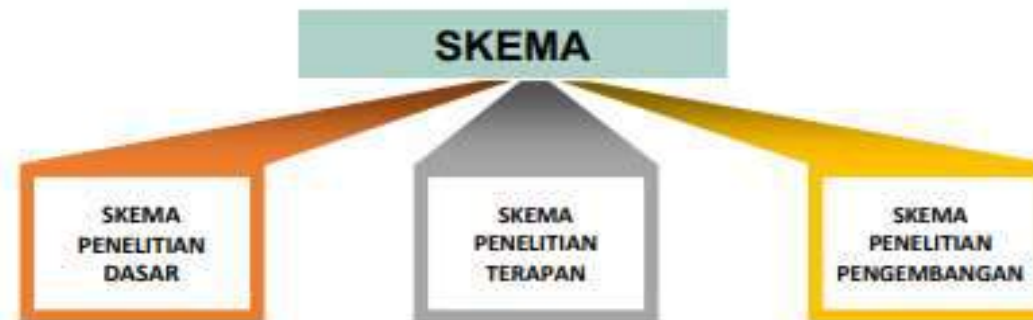 SKEMA
SKEMA
PENELITIAN
DASAR
SKEMA
PENELITIAN
TERAPAN
SKEMA
PENELITIAN
PENGEMBANGAN